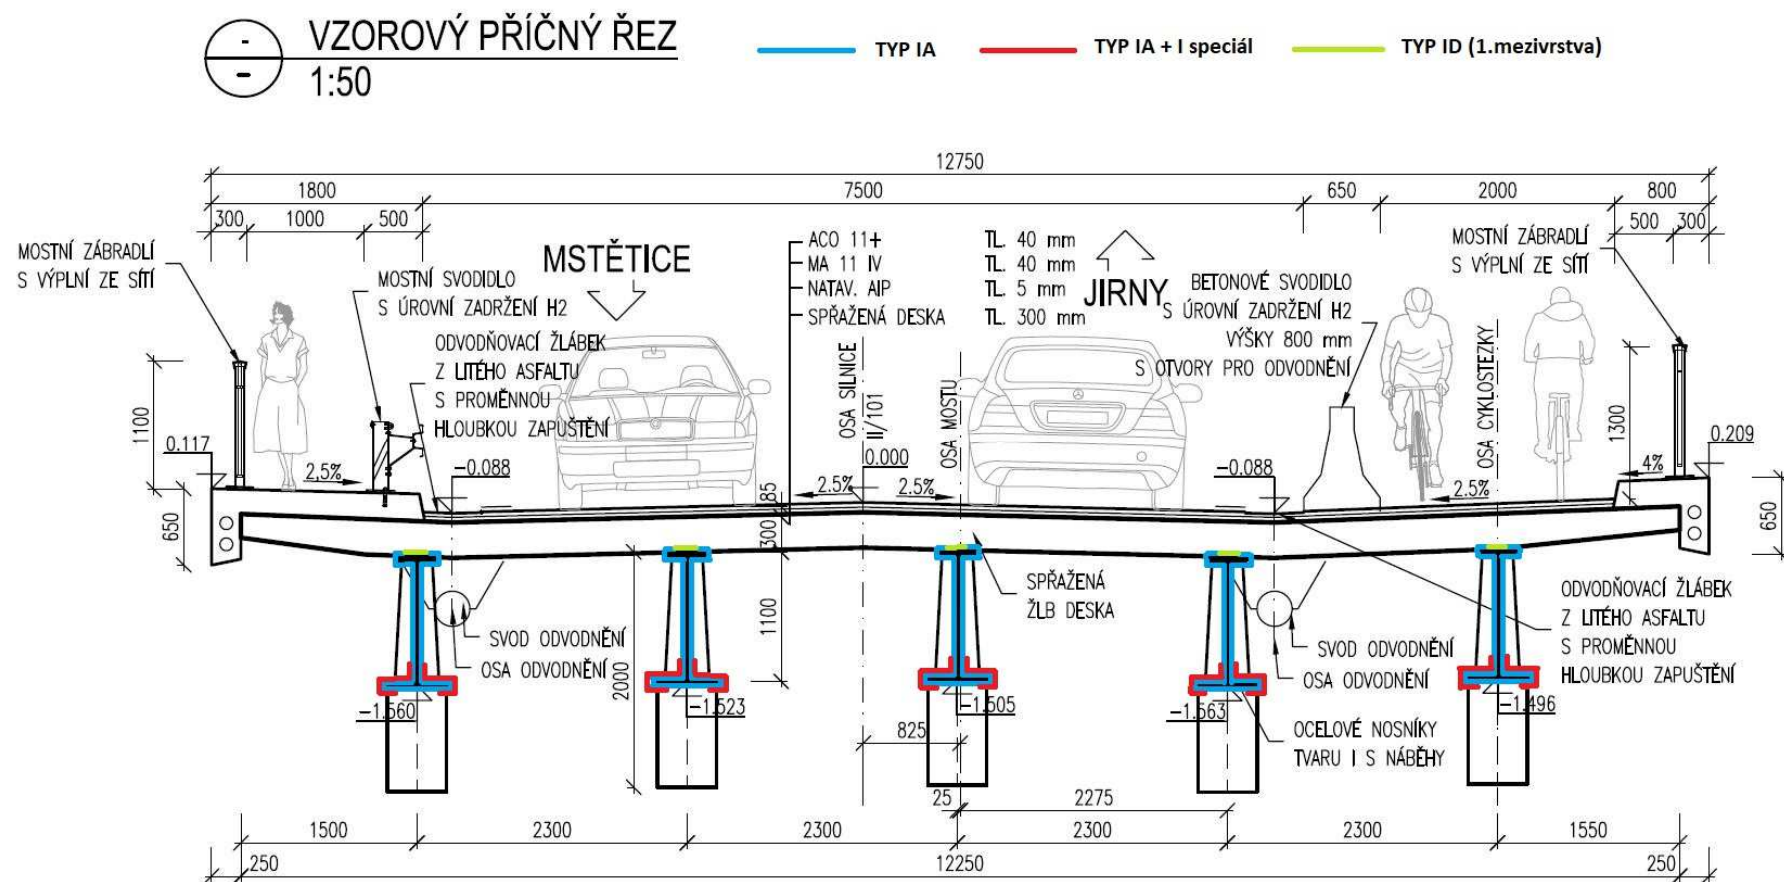 -
-
VZOROVÝ PŘÍČNÝ ŘEZ
1:50
TYP IA
TYP IA + I speciál
TYP ID (1.mezivrstva)
12750
1800
7500
650
2000
800
300
1000
500
500
300
MOSTNÍ ZÁBRADLÍ
S VÝPLNÍ ZE SÍTÍ
MOSTNÍ SVODIDLO
S ÚROVNÍ ZADRŽENÍ H2
MSTĚTICE
ACO 11+ TL. 40 mm
MA 11 IV TL. 40 mm
NATAV. AIP TL. 5 mm
SPŘAŽENÁ DESKA TL. 300 mm
JIRNY
BETONOVÉ SVODIDLO
S ÚROVNÍ ZADRŽENÍ H2
VÝŠKY 800 mm
S OTVORY PRO ODVODNĚNÍ
MOSTNÍ ZÁBRADLÍ
S VÝPLNÍ ZE SÍTÍ
ODVODŇOVACÍ ŽLÁBEK
Z LITÉHO ASFALTU
S PROMĚNNOU
HLOUBKOU ZAPUŠTĚNÍ
OSA SILNICE
II/101
OSA MOSTU
OSA CYKLOSTEZKY
1100
1300
0.117
-0.088
0.000
-0.088
0.209
2,5%
2.5%
2.5%
2.5%
4%
650
85
300
650
1100
2000
SPŘAŽENÁ
ŽLB DESKA
SVOD ODVODNĚNÍ
OSA ODVODNĚNÍ
SVOD ODVODNĚNÍ
OSA ODVODNĚNÍ
ODVODŇOVACÍ ŽLÁBEK
Z LITÉHO ASFALTU
S PROMĚNNOU
HLOUBKOU ZAPUŠTĚNÍ
-1.560
-1.523
-1.505
-1.563
-1.496
825
OCELOVÉ NOSNÍKY
TVARU I S NÁBĚHY
25
2275
1500
2300
2300
2300
2300
1550
250
12250
250